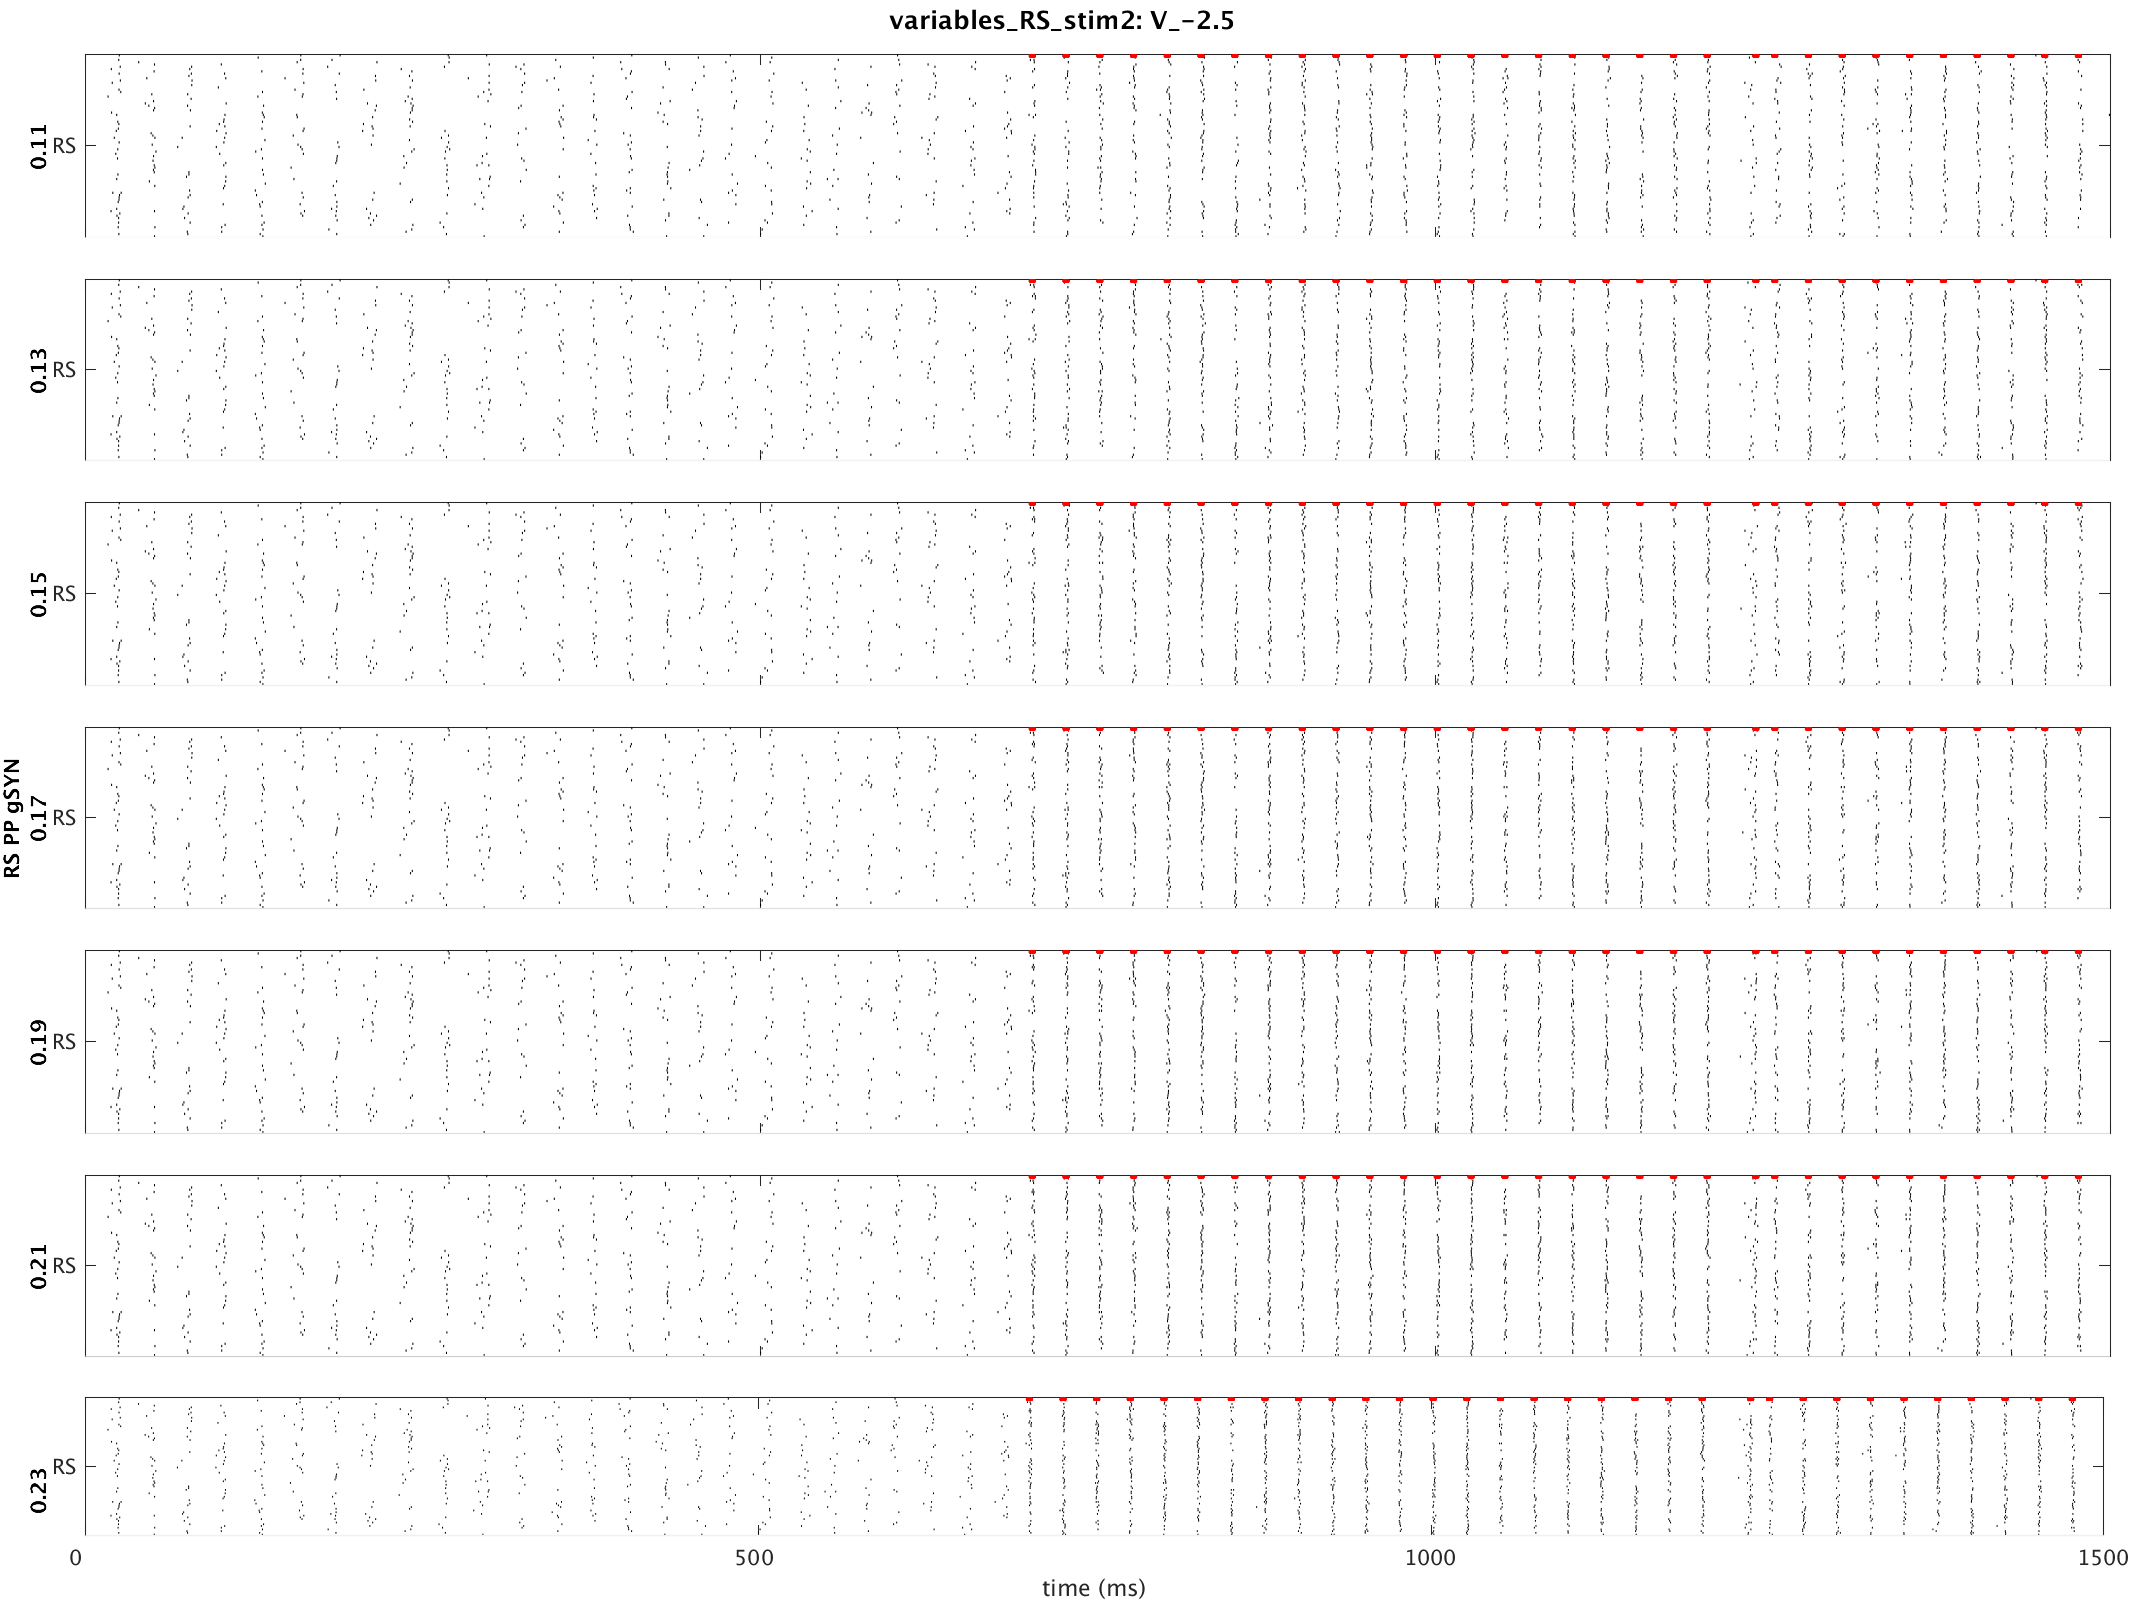 variables_RS_stim2: V_-2.5
RS PP gSYN
0.11
RS
0.13
RS
0.15
RS
0.17
RS
0.19
RS
0.21
RS
0.23
RS
0 500 1000 1500
time (ms)